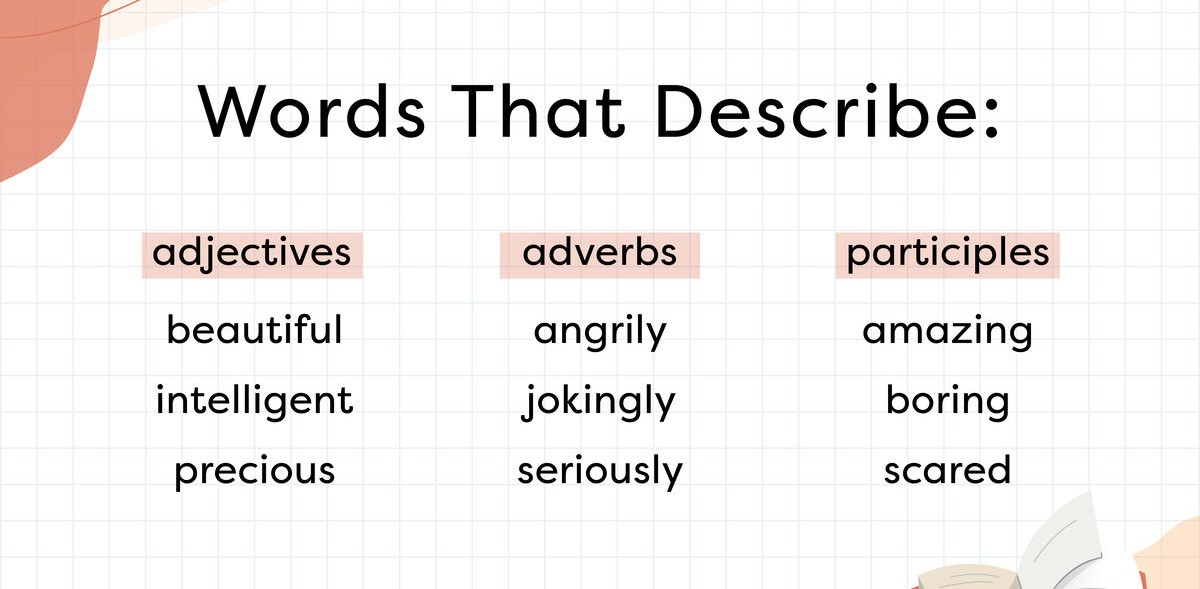 Words That Describe:
adjectives
beautiful
intelligent
precious
adverbs
angrily
jokingly
seriously
participles
amazing
boring
scared